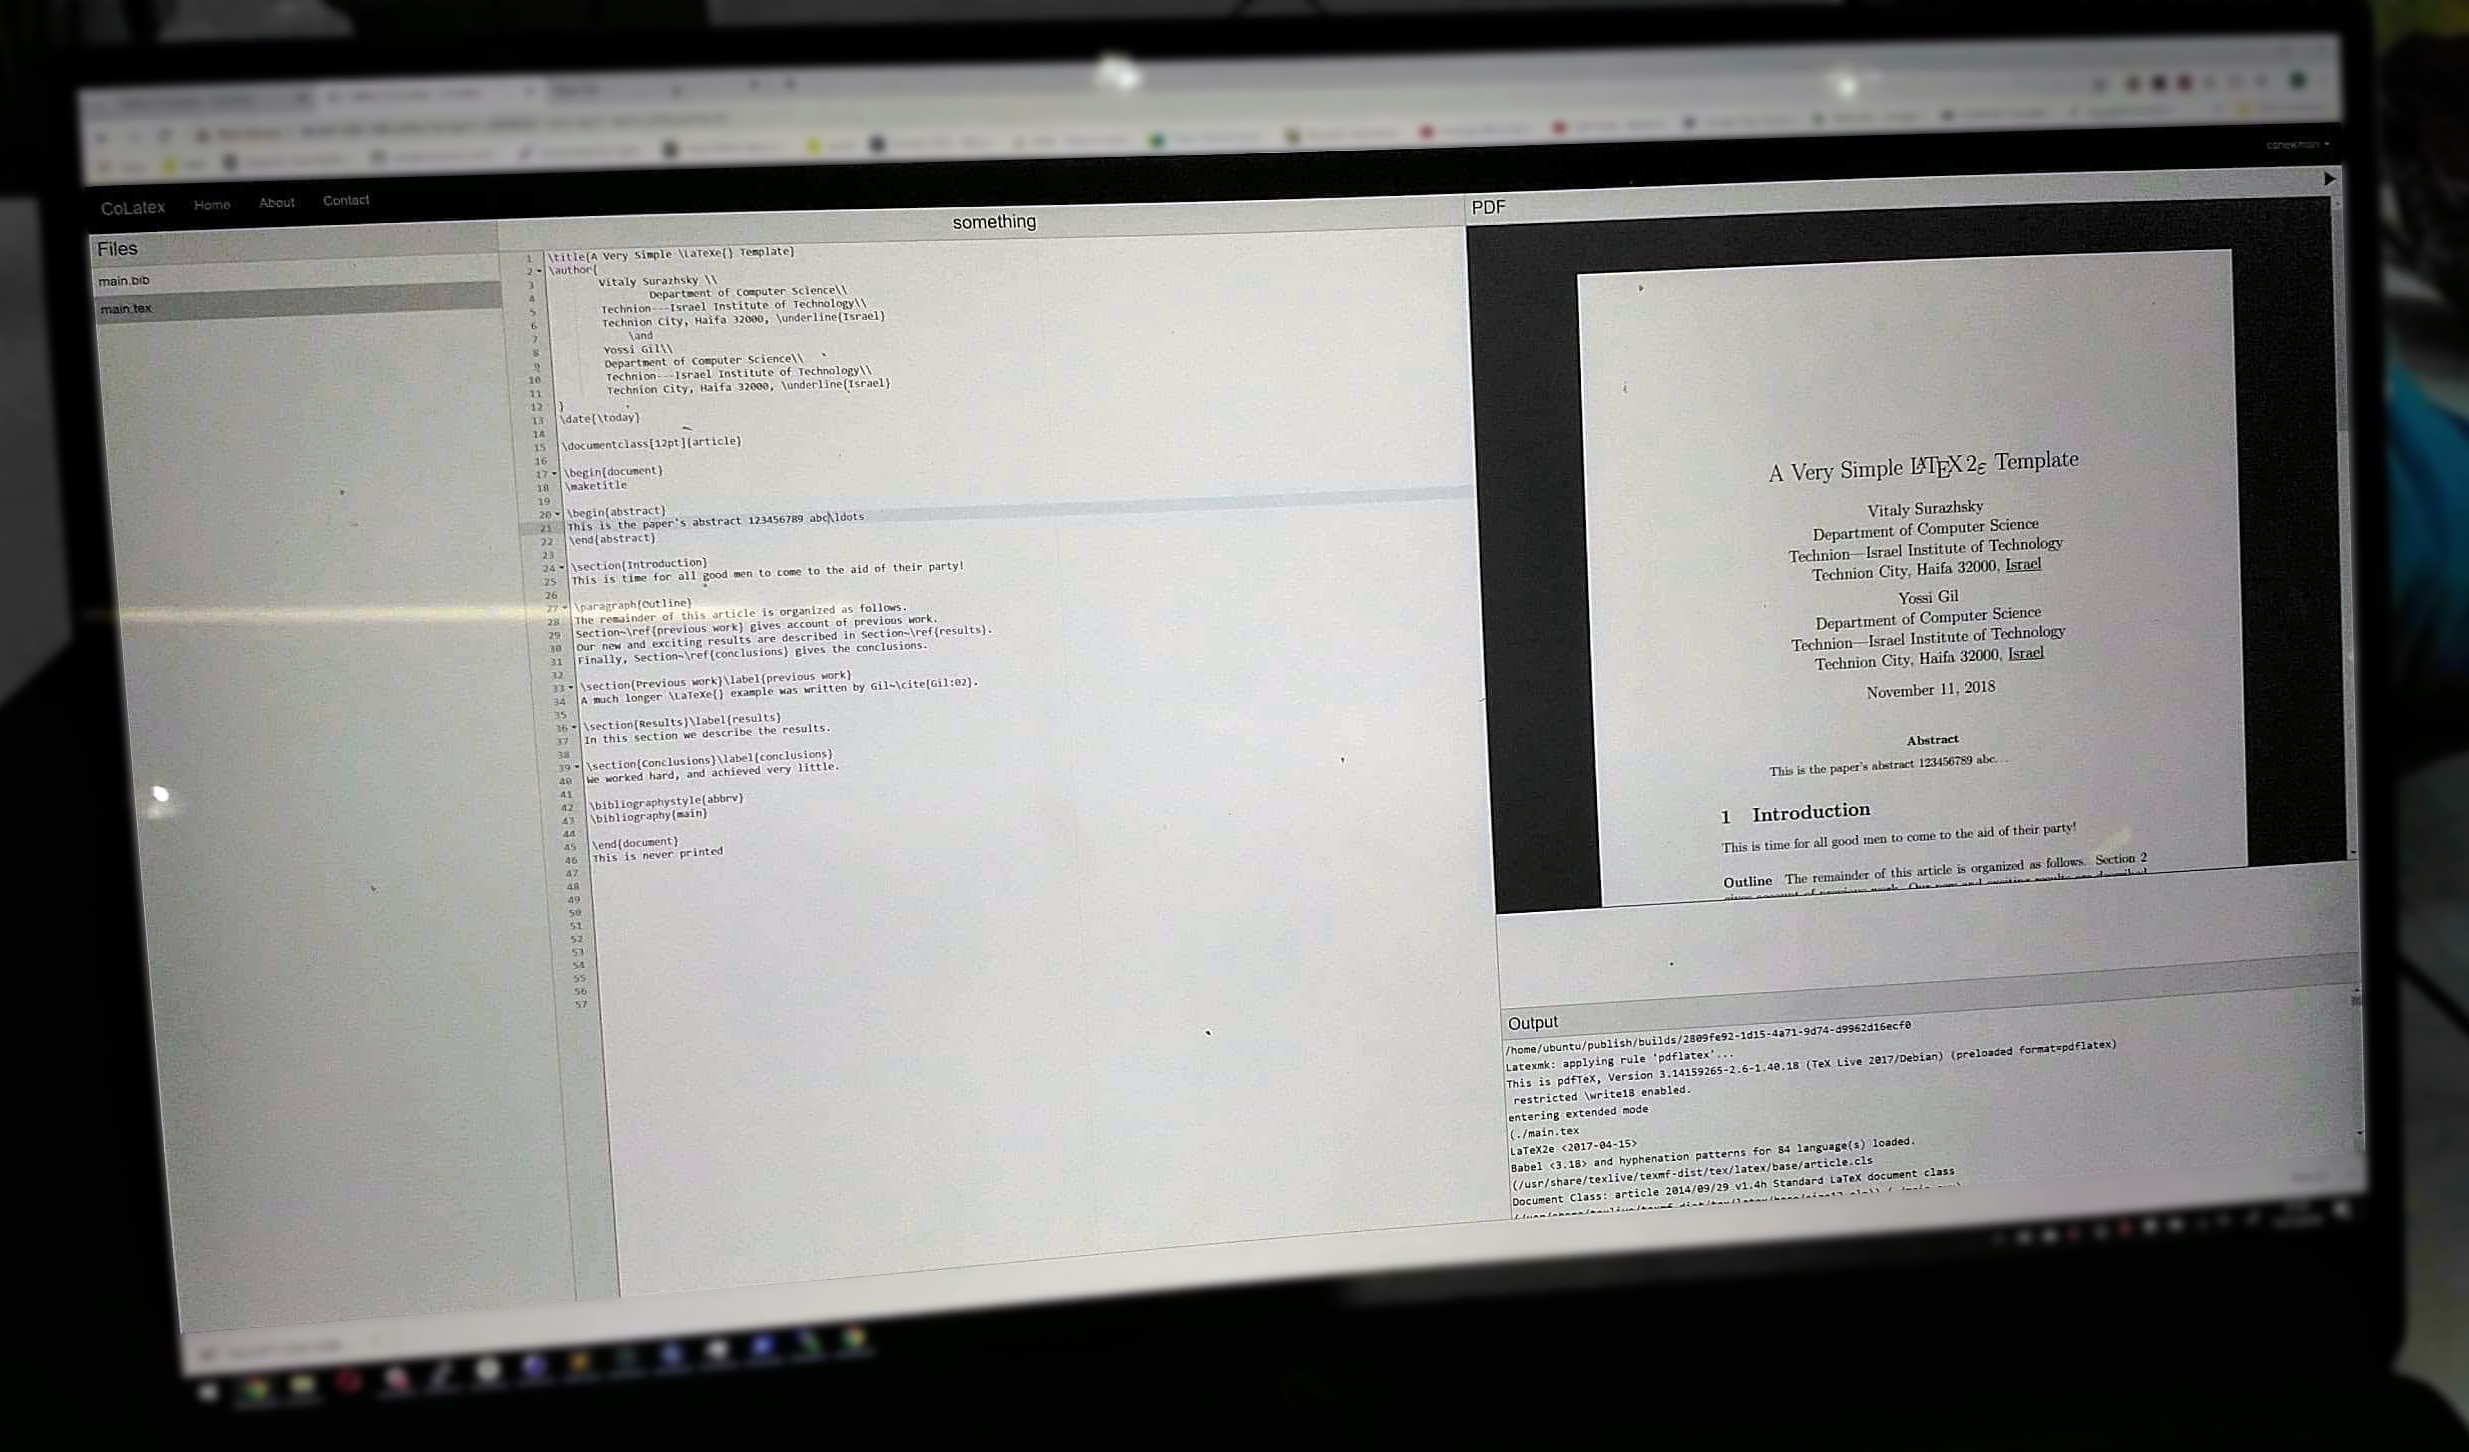 CoLatex Home About Contact
Files
main.bib
main.tex
something
1 \title{A Very Simple \LaTeXe{} Template}
2 \author{
3 Vitaly Surazhsky \\
4 Department of Computer Science\\
5 Technion---Israel Institute of Technology\\
6 Technion City, Haifa 32000, \underline{Israel}
7 \and
8 Yossi Gil\\
9 Department of Computer Science\\
10 Technion---Israel Institute of Technology\\
11 Technion City, Haifa 32000, \underline{Israel}
12 }
13 \date{\today}
14
15 \documentclass[12pt]{article}
16
17 \begin{document}
18 \maketitle
19
20 \begin{abstract}
21 This is the paper's abstract 123456789 abc\ldots
22 \end{abstract}
23
24 \section{Introduction}
25 This is time for all good men to come to the aid of their party!
26
27 \paragraph{Outline}
28 The remainder of this article is organized as follows.
29 Section~\ref{previous work} gives account of previous work.
30 Our new and exciting results are described in Section~\ref{results}.
31 Finally, Section~\ref{conclusions} gives the conclusions.
32
33 \section{Previous work}\label{previous work}
34 A much longer \LaTeXe{} example was written by Gil~\cite{Gil:02}.
35
36 \section{Results}\label{results}
37 In this section we describe the results.
38
39 \section{Conclusions}\label{conclusions}
40 We worked hard, and achieved very little.
41
42 \bibliographystyle{abbrv}
43 \bibliography{main}
44
45 \end{document}
46 This is never printed
47
48
49
50
51
52
53
54
55
56
57
PDF
A Very Simple LATEX 2ε Template
Vitaly Surazhsky
Department of Computer Science
Technion—Israel Institute of Technology
Technion City, Haifa 32000, Israel
Yossi Gil
Department of Computer Science
Technion—Israel Institute of Technology
Technion City, Haifa 32000, Israel
November 11, 2018
Abstract
This is the paper's abstract 123456789 abc...
1 Introduction
This is time for all good men to come to the aid of their party!
Outline The remainder of this article is organized as follows. Section 2
Output
/home/ubuntu/publish/builds/2809fe92-1d15-4a71-9d74-d9962d16ecf0
Latexmk: applying rule 'pdflatex'...
This is pdfTeX, Version 3.14159265-2.6-1.40.18 (TeX Live 2017/Debian) (preloaded format=pdflatex)
restricted \write18 enabled.
entering extended mode
(./main.tex
LaTeX2e <2017-04-15>
Babel <3.18> and hyphenation patterns for 84 language(s) loaded.
(/usr/share/texlive/texmf-dist/tex/latex/base/article.cls
Document Class: article 2014/09/29 v1.4h Standard LaTeX document class